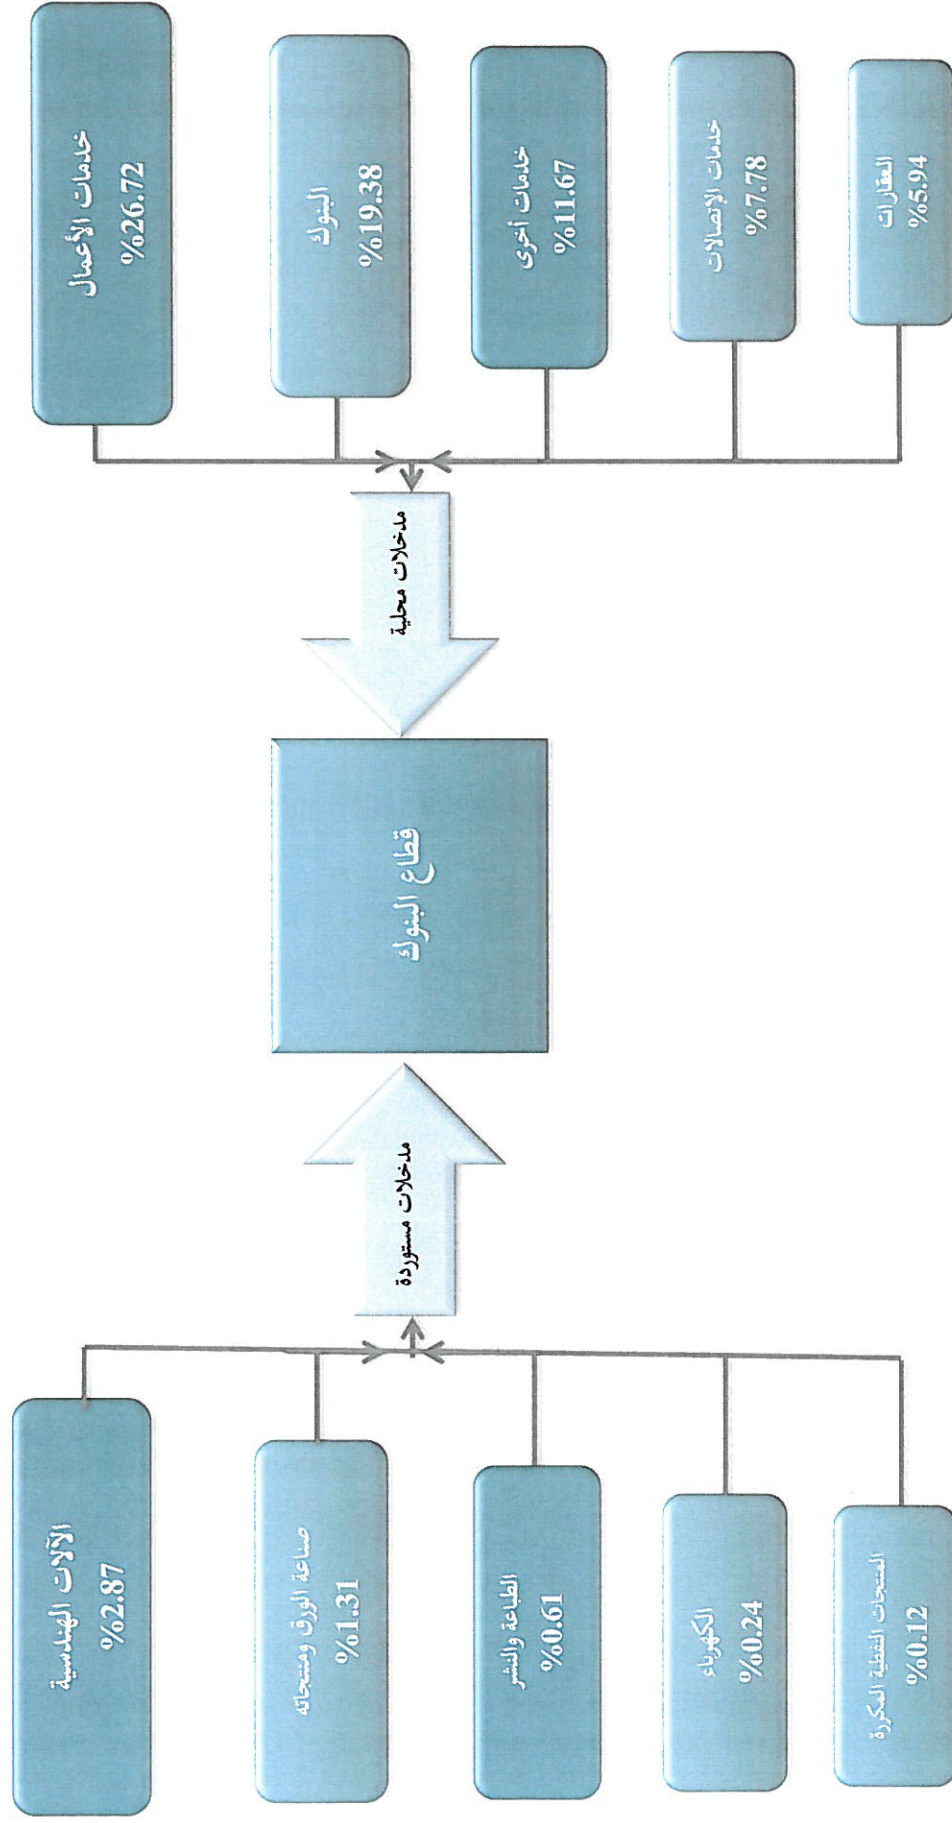 خدمات الأعمال
%26.72
البنوك
%19.38
خدمات أخرى
%11.67
خدمات الإتصالات
%7.78
العقارات
%5.94
مدخلات محلية
قطاع البنوك
مدخلات مستوردة
الآلات الهندسية
%2.87
صناعة الورق ومنتجاته
%1.31
الطباعة والنشر
%0.61
الكهرباء
%0.24
المنتجات النفطية المكررة
%0.12